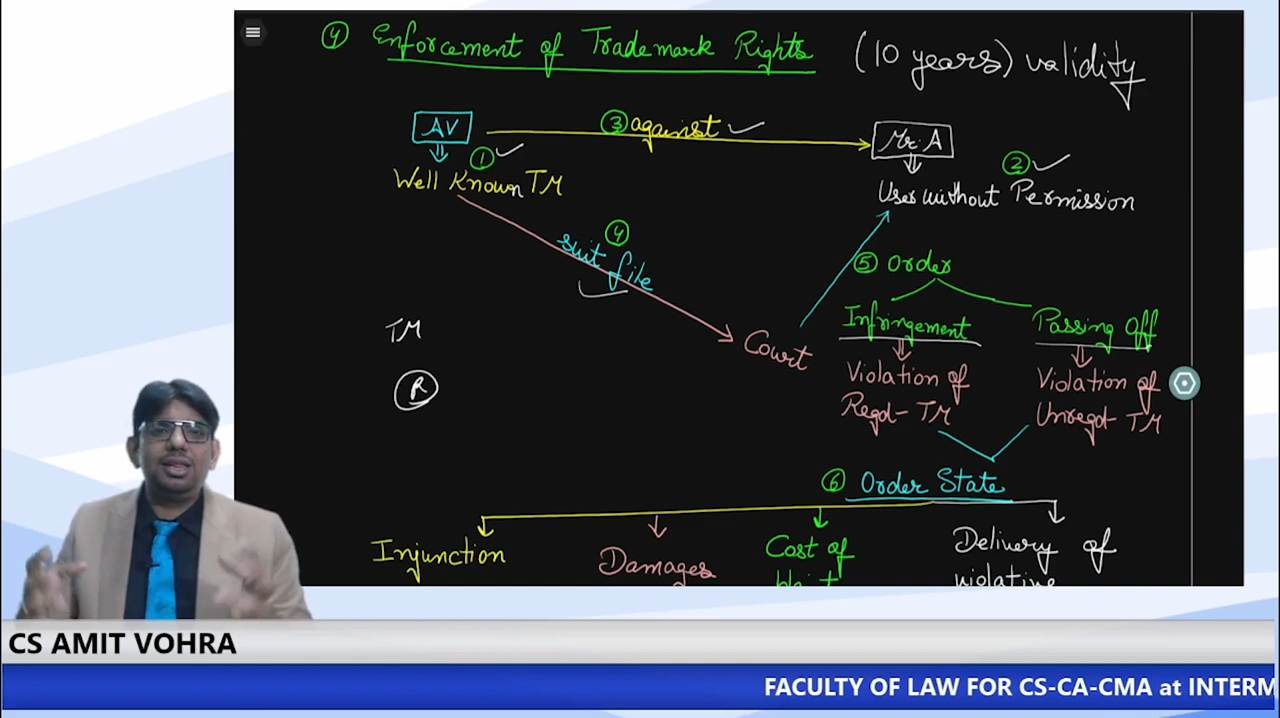 ④ Enforcement of Trademark Rights (10 years) validity
AV
③ against
Mr. A
①
②
Well Known TM
User without Permission
④
suit file
⑤ Order
TM
Court
Infringement
Passing Off
R
Violation of
Regd- TM
Violation of
Unregd- TM
⑥ Order State
Injunction
Damages
Cost of
Delivery of
violative
CS AMIT VOHRA
FACULTY OF LAW FOR CS-CA-CMA at INTERM